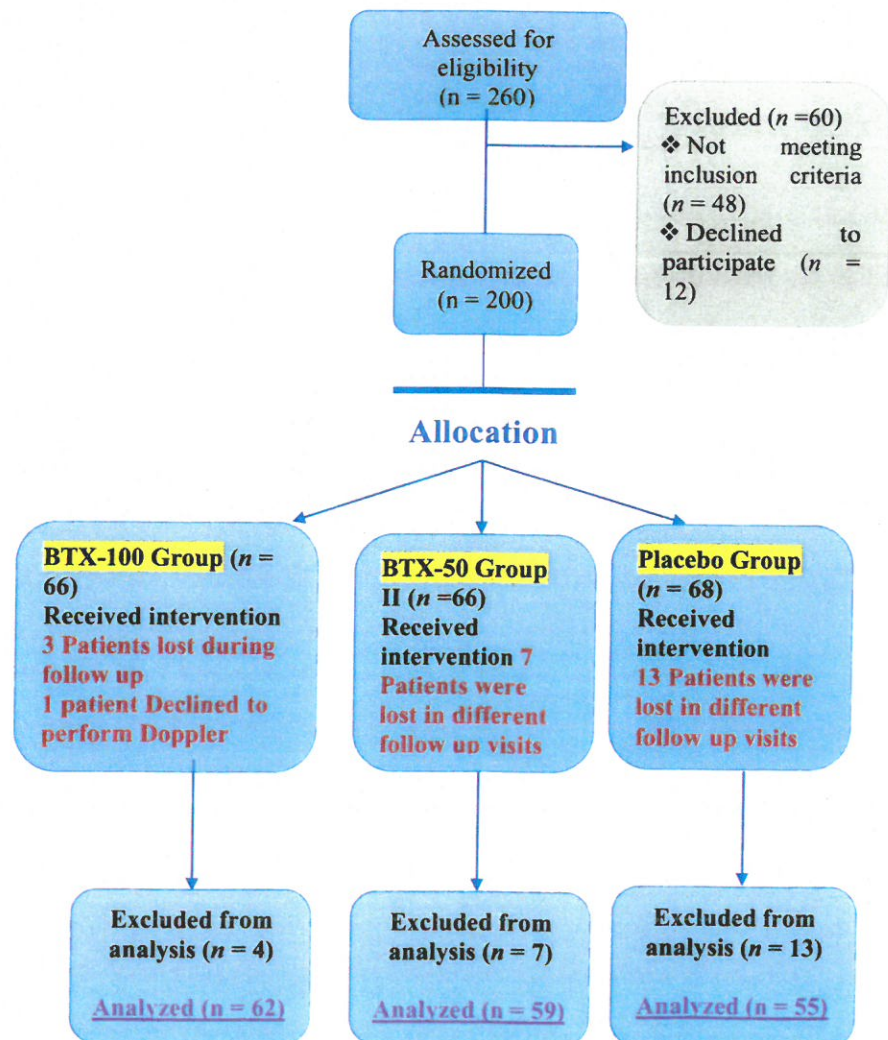 Assessed for
eligibility
(n = 260)
Excluded (n =60)
❖ Not meeting
inclusion criteria
(n = 48)
❖ Declined to
participate (n =
12)
Randomized
(n = 200)
Allocation
BTX-100 Group (n =
66)
Received intervention
3 Patients lost during
follow up
1 patient Declined to
perform Doppler
BTX-50 Group
II (n =66)
Received
intervention 7
Patients were
lost in different
follow up visits
Placebo Group
(n = 68)
Received
intervention
13 Patients were
lost in different
follow up visits
Excluded from
analysis (n = 4)
Analyzed (n = 62)
Excluded from
analysis (n = 7)
Analyzed (n = 59)
Excluded from
analysis (n = 13)
Analyzed (n = 55)